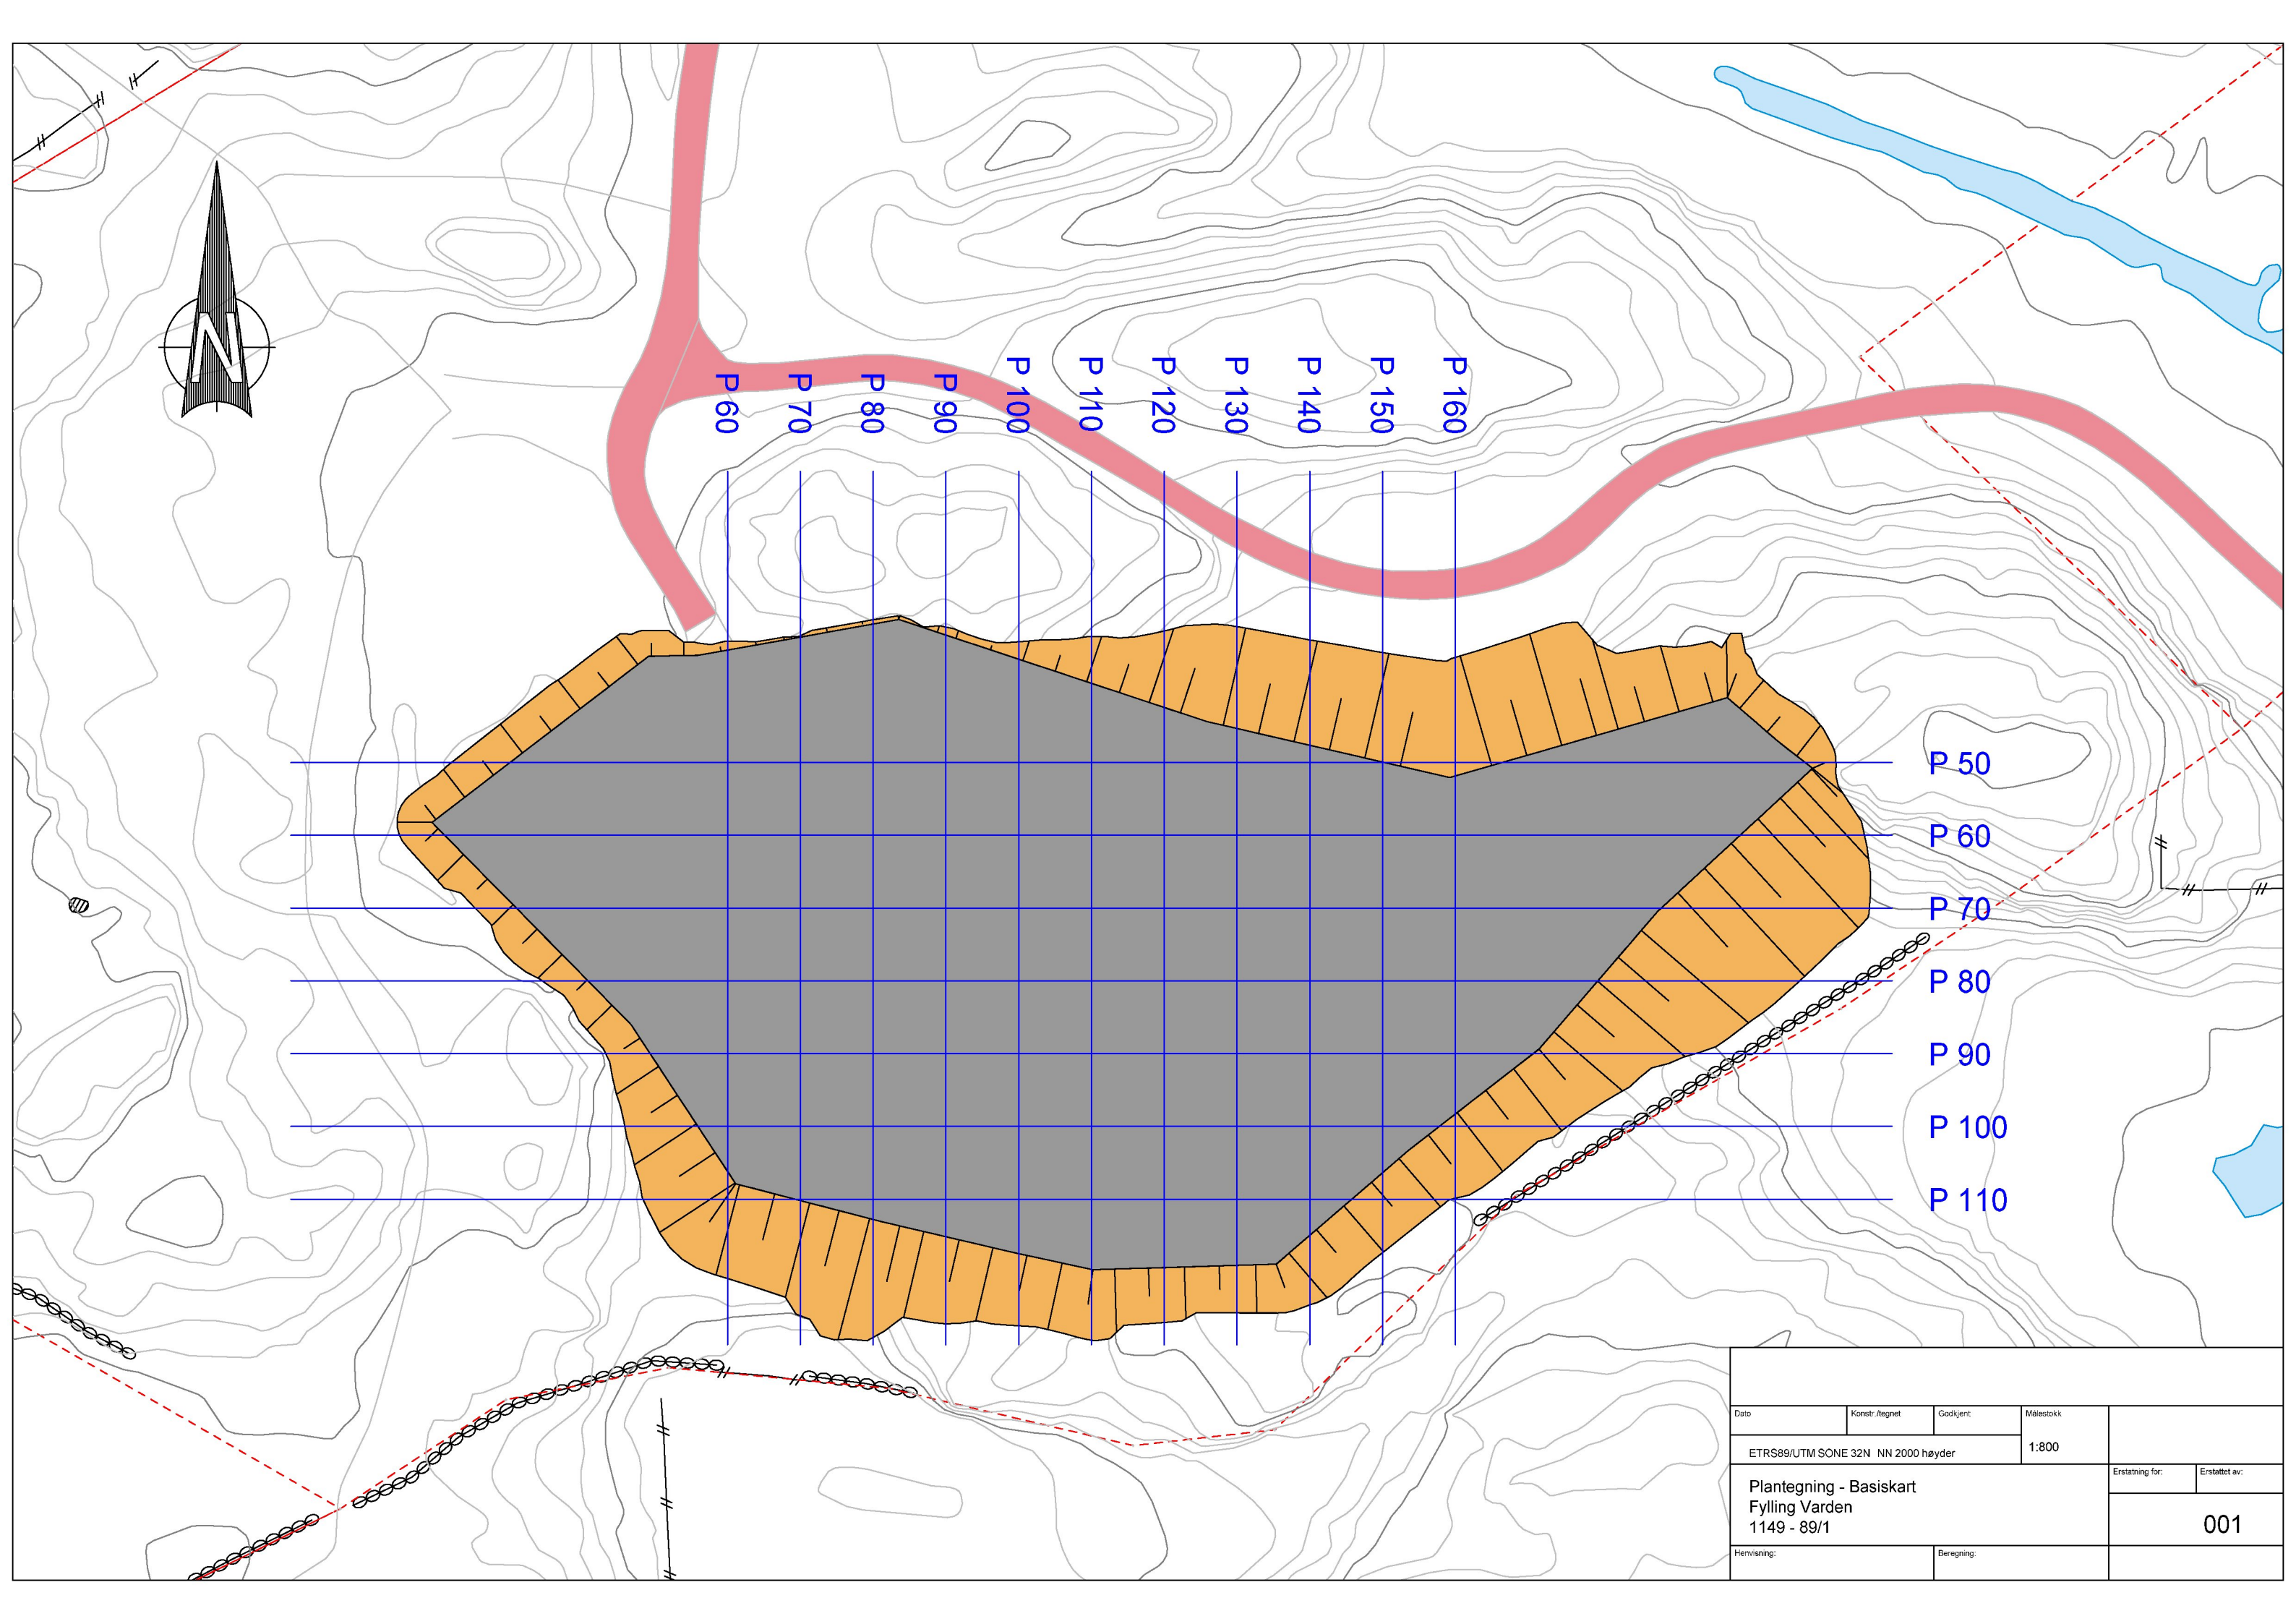 N
P 60
P 70
P 80
P 90
P 100
P 110
P 120
P 130
P 140
P 150
P 160
P 50
P 60
P 70
P 80
P 90
P 100
P 110
Dato Konstr./tegnet Godkjent Målestokk
1:800
ETRS89/UTM SONE 32N NN 2000 høyder
Erstatning for: Erstattet av:
Plantegning - Basiskart
Fylling Varden
1149 - 89/1
001
Henvisning: Beregning: